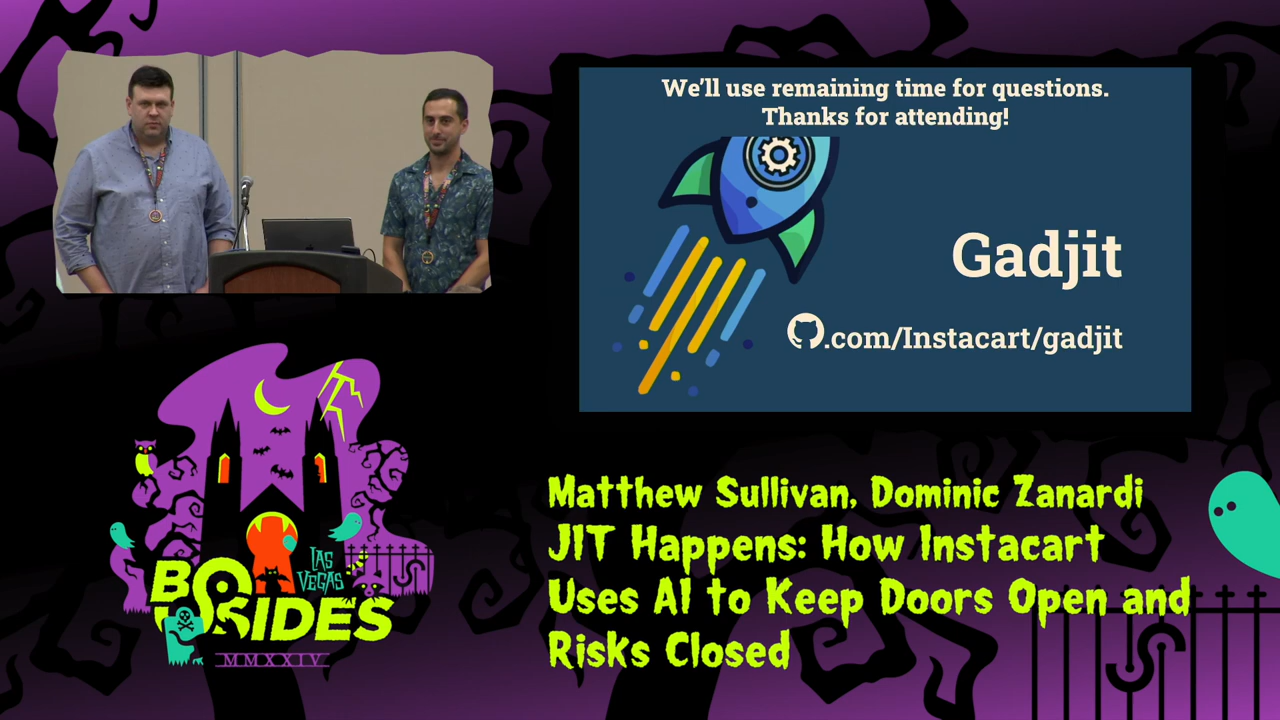 We'll use remaining time for questions.
Thanks for attending!
Gadjit
.com/Instacart/gadjit
BSIDES
LAS
VEGAS
MMXXIV
Matthew Sullivan, Dominic Zanardi
JIT Happens: How Instacart
Uses AI to Keep Doors Open and
Risks Closed